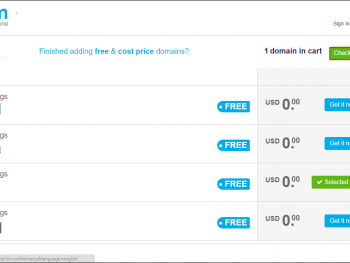 Sign in
Finished adding free & cost price domains?
1 domain in cart
Check
gs
FREE
USD 0.00
Get it n
gs
FREE
USD 0.00
Get it n
gs
FREE
USD 0.00
Selected
gs
FREE
USD 0.00
Get it n